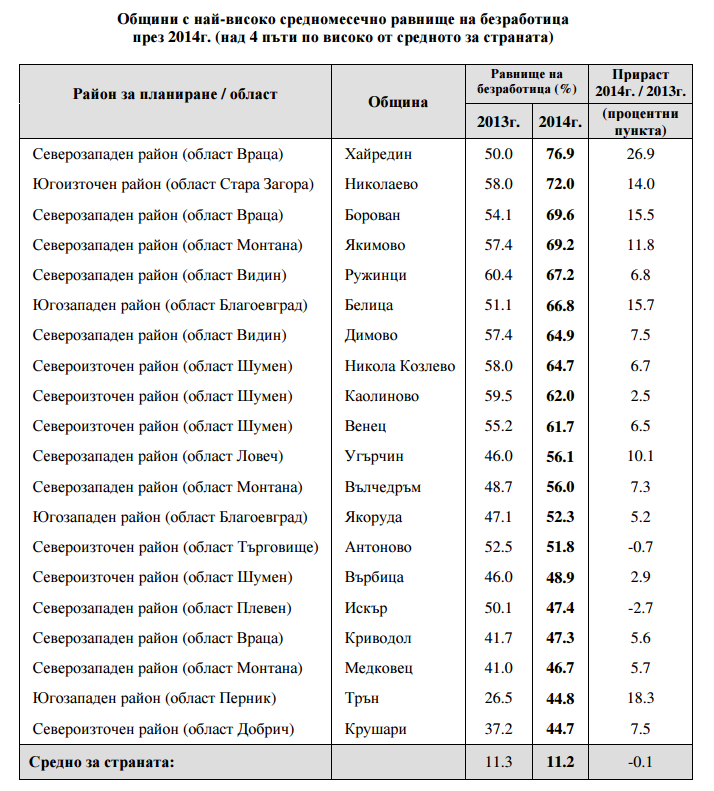 Общини с най-високо средномесечно равнище на безработица
през 2014г. (над 4 пъти по високо от средното за страната)
Район за планиране / област Община Равнище на безработица (%) Прираст 2014г. / 2013г.
2013г. 2014г. (процентни пункта)
Северозападен район (област Враца) Хайредин 50.0 76.9 26.9
Югоизточен район (област Стара Загора) Николаево 58.0 72.0 14.0
Северозападен район (област Враца) Борован 54.1 69.6 15.5
Северозападен район (област Монтана) Якимово 57.4 69.2 11.8
Северозападен район (област Видин) Ружинци 60.4 67.2 6.8
Югозападен район (област Благоевград) Белица 51.1 66.8 15.7
Северозападен район (област Видин) Димово 57.4 64.9 7.5
Североизточен район (област Шумен) Никола Козлево 58.0 64.7 6.7
Североизточен район (област Шумен) Каолиново 59.5 62.0 2.5
Североизточен район (област Шумен) Венец 55.2 61.7 6.5
Северозападен район (област Ловеч) Угърчин 46.0 56.1 10.1
Северозападен район (област Монтана) Вълчедръм 48.7 56.0 7.3
Югозападен район (област Благоевград) Якоруда 47.1 52.3 5.2
Североизточен район (област Търговище) Антоново 52.5 51.8 -0.7
Североизточен район (област Шумен) Върбица 46.0 48.9 2.9
Северозападен район (област Плевен) Искър 50.1 47.4 -2.7
Северозападен район (област Враца) Криводол 41.7 47.3 5.6
Северозападен район (област Монтана) Медковец 41.0 46.7 5.7
Югозападен район (област Перник) Трън 26.5 44.8 18.3
Североизточен район (област Добрич) Крушари 37.2 44.7 7.5
Средно за страната: 11.3 11.2 -0.1